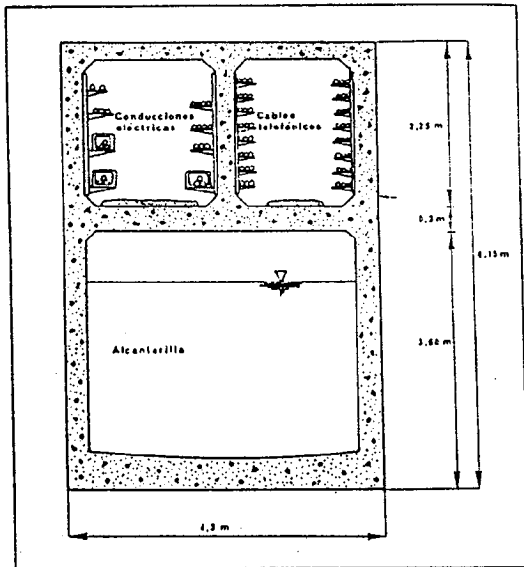 Conducciones
eléctricas
Cables
telefónicos
2,25 m
0,3 m
6,15 m
3,60 m
Alcantarilla
4,3 m